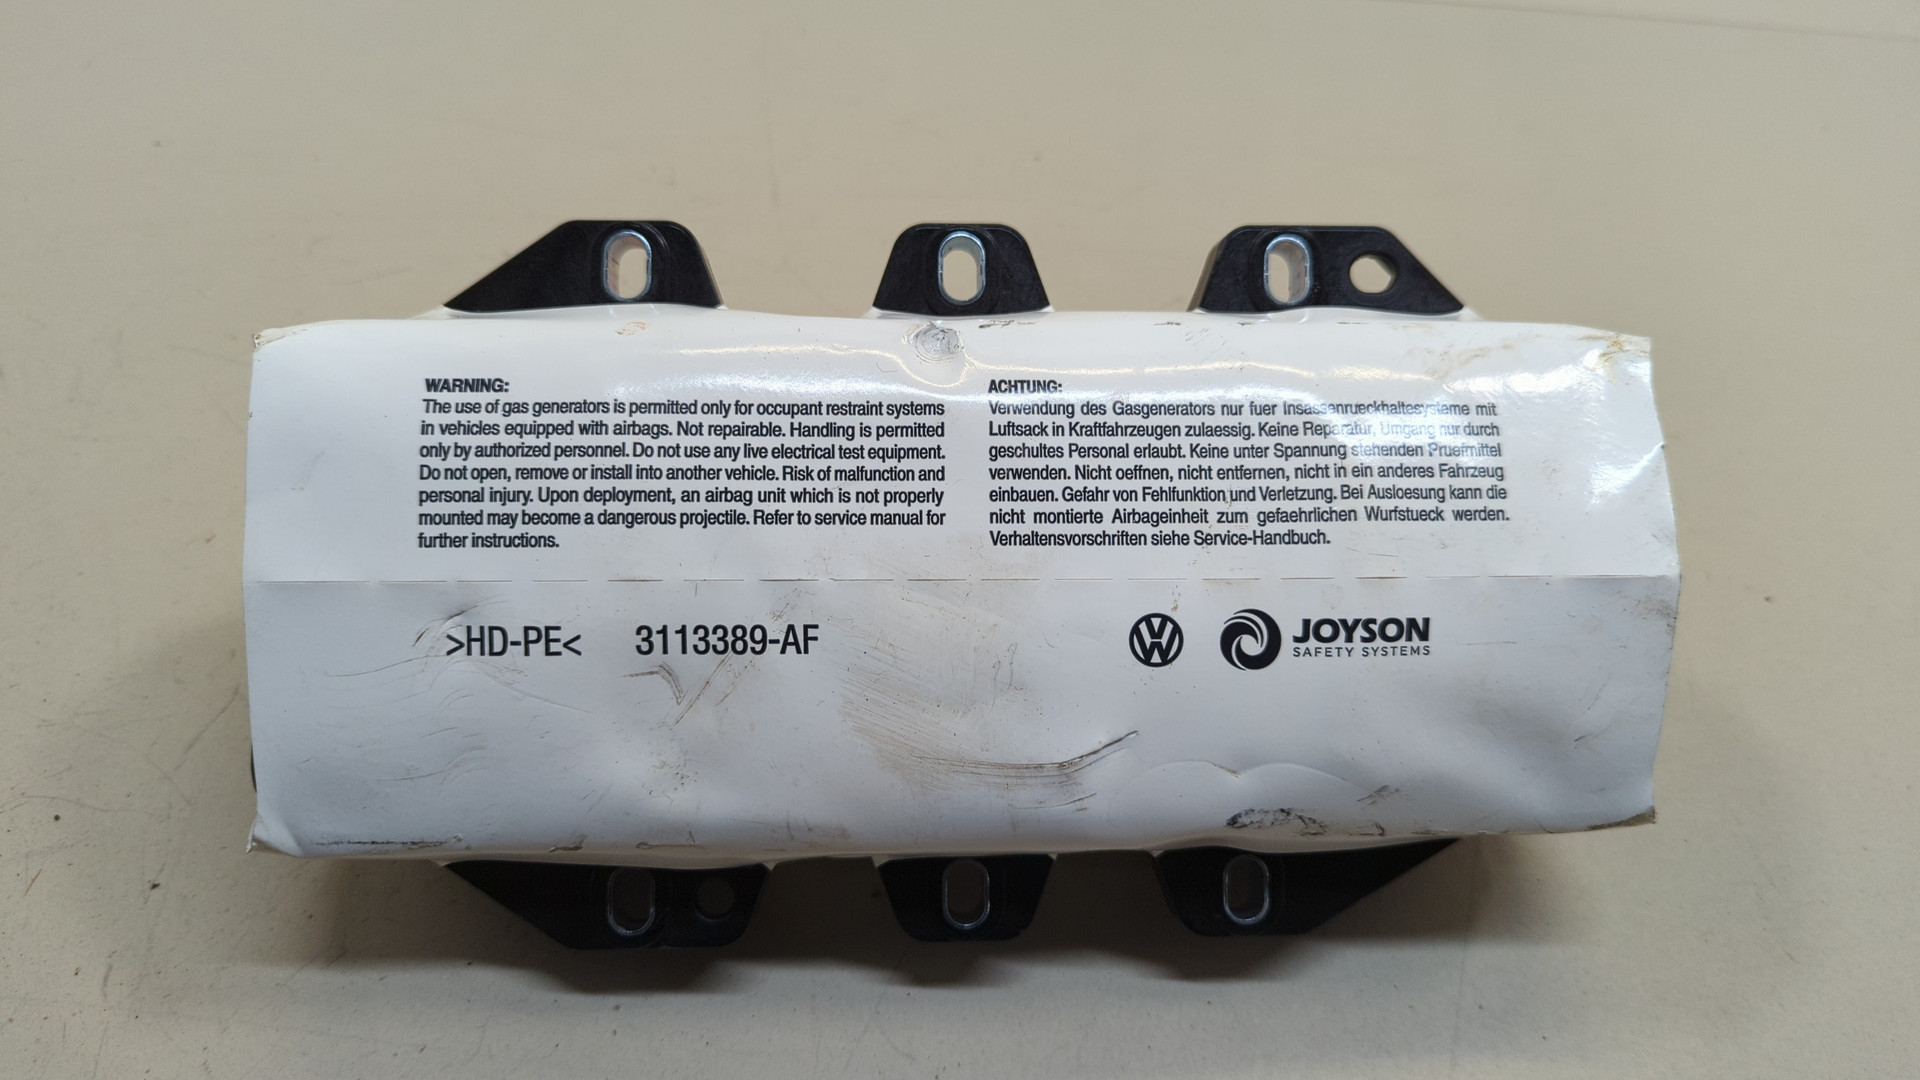 WARNING:
The use of gas generators is permitted only for occupant restraint systems
in vehicles equipped with airbags. Not repairable. Handling is permitted
only by authorized personnel. Do not use any live electrical test equipment.
Do not open, remove or install into another vehicle. Risk of malfunction and
personal injury. Upon deployment, an airbag unit which is not properly
mounted may become a dangerous projectile. Refer to service manual for
further instructions.
ACHTUNG:
Verwendung des Gasgenerators nur fuer Insassenrueckhaltesysteme mit
Luftsack in Kraftfahrzeugen zulaessig. Keine Reparatur, Umgang nur durch
geschultes Personal erlaubt. Keine unter Spannung stehenden Pruefmittel
verwenden. Nicht oeffnen, nicht entfernen, nicht in ein anderes Fahrzeug
einbauen. Gefahr von Fehlfunktion und Verletzung. Bei Ausloesung kann die
nicht montierte Airbageinheit zum gefaehrlichen Wurfstueck werden.
Verhaltensvorschriften siehe Service-Handbuch.
>HD-PE< 3113389-AF
VW
JOYSON
SAFETY SYSTEMS